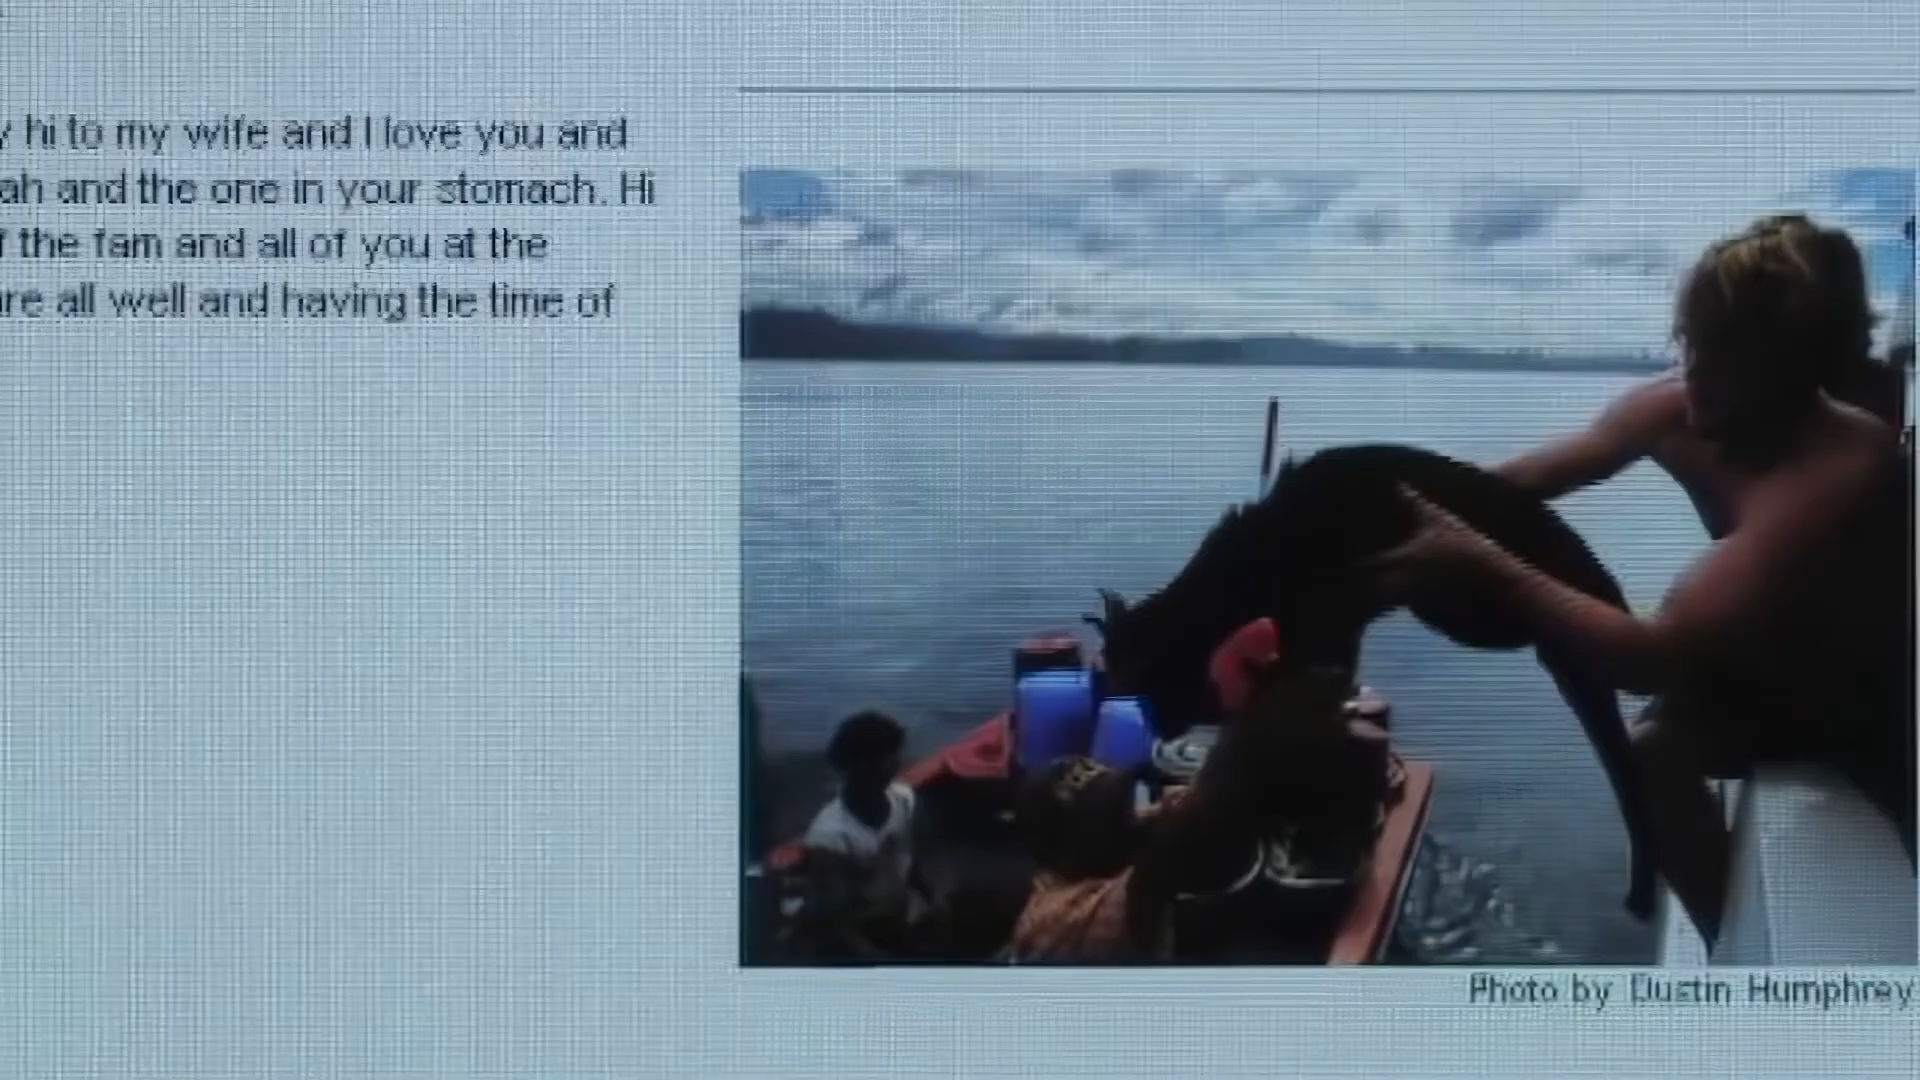 hi to my wife and I love you and
ah and the one in your stomach. Hi
f the fam and all of you at the
re all well and having the time of
Photo by Dustin Humphrey